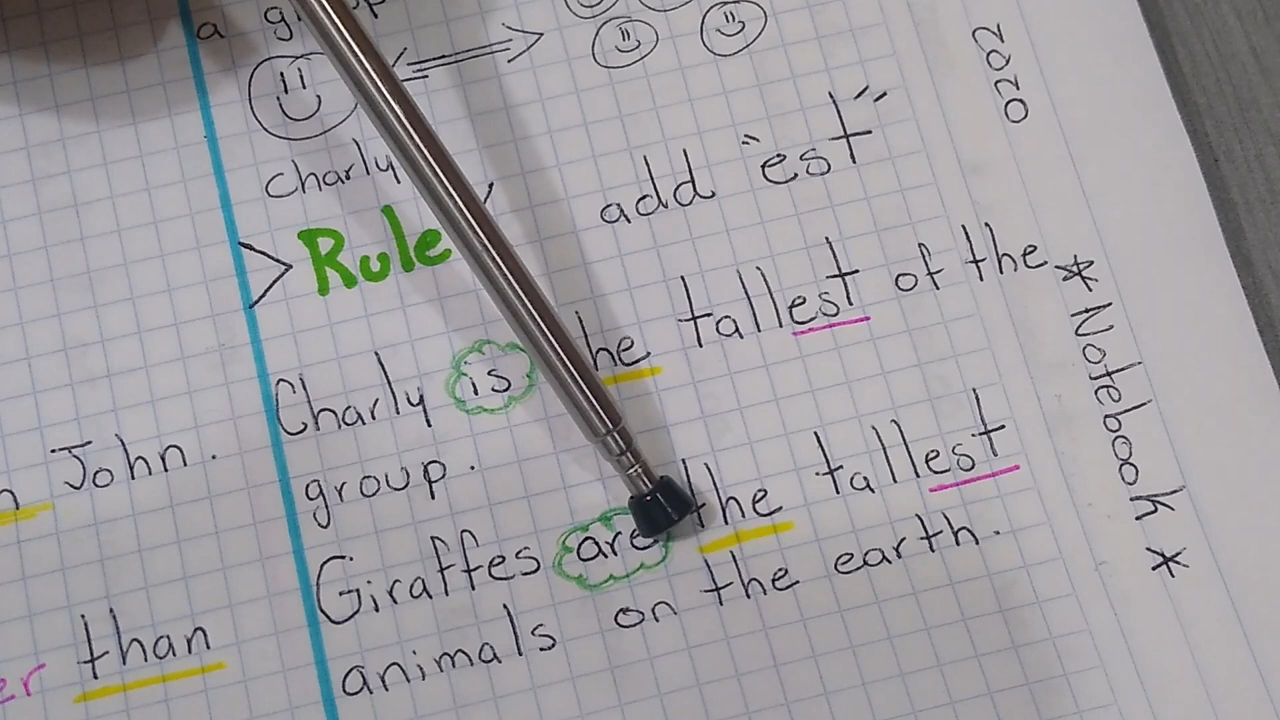 a
charly
Rule
add "est"
Charly is he tallest of the
group.
Giraffes are the tallest
animals on the earth.
John.
er than
* Notebook *
2020